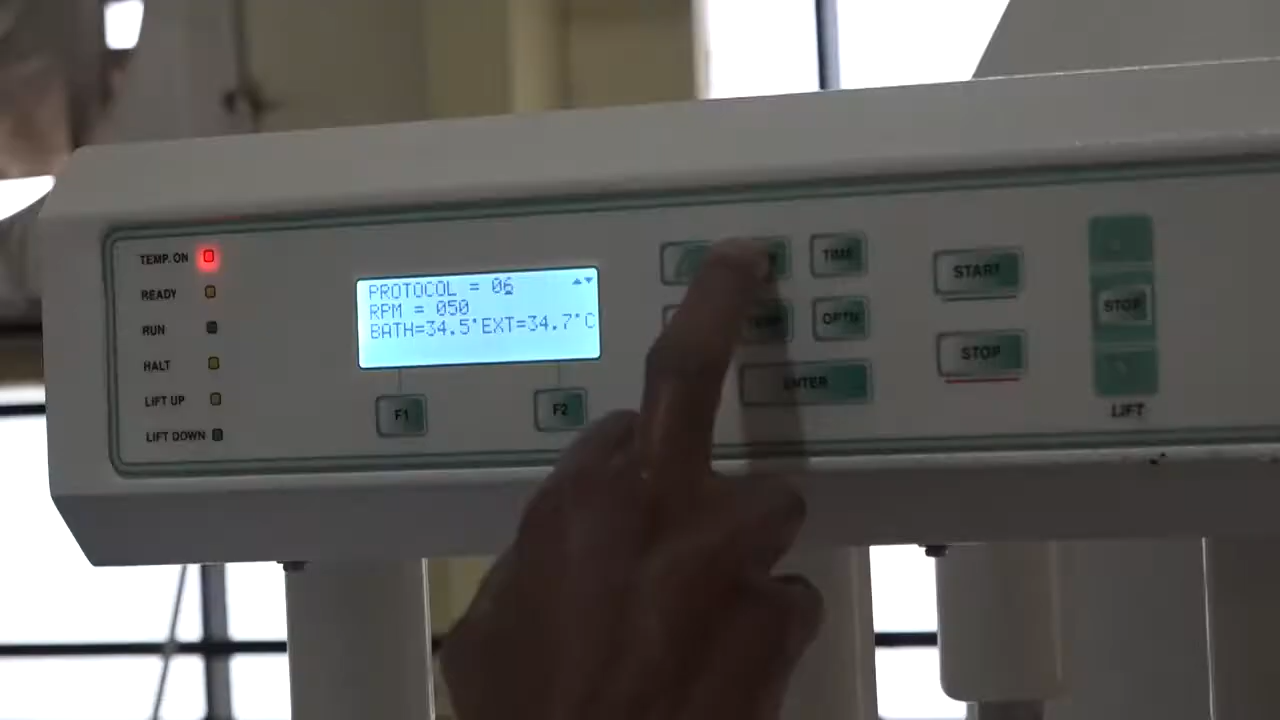 TEMP. ON
READY
RUN
HALT
LIFT UP
LIFT DOWN
PROTOCOL = 06
RPM = 050
BATH=34.5°EXT=34.7°C
F1
F2
TIME
OPTN
ENTER
START
STOP
STOP
LIFT